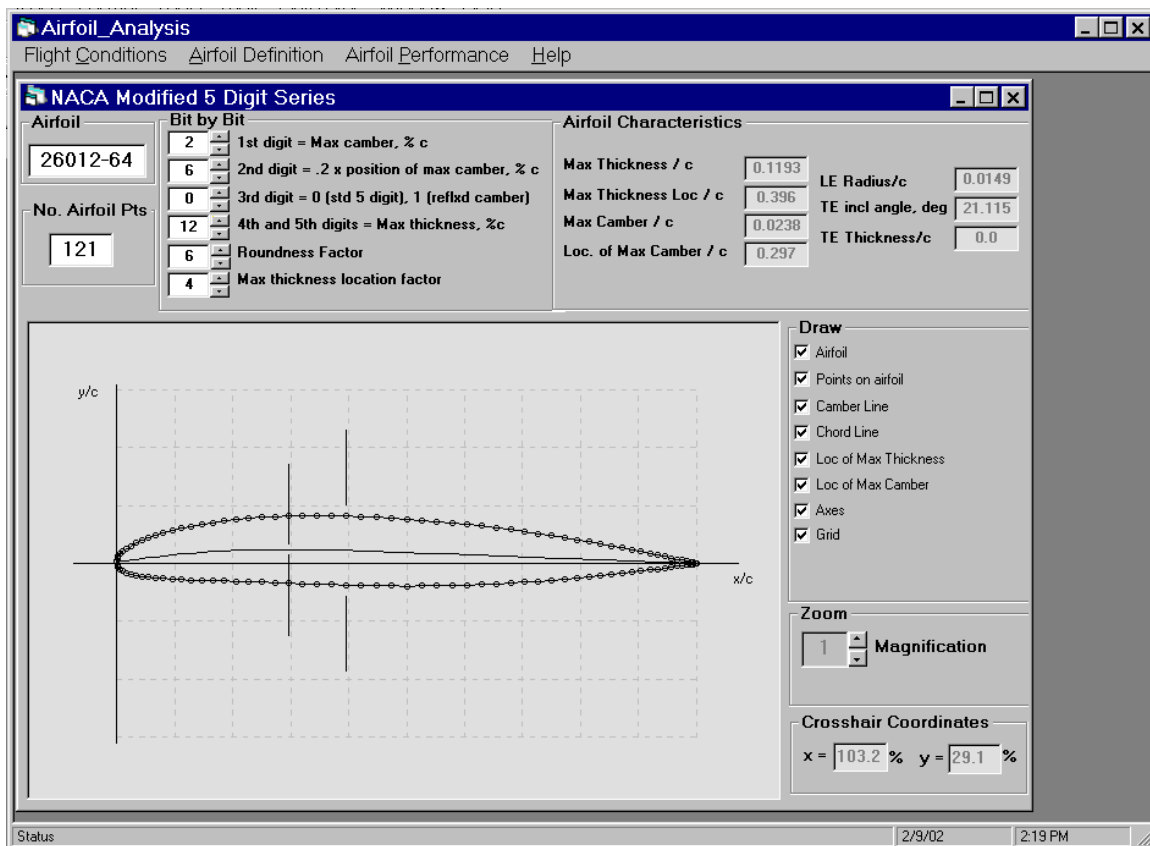 Airfoil_Analysis
Flight Conditions Airfoil Definition Airfoil Performance Help
NACA Modified 5 Digit Series
Airfoil
26012-64
No. Airfoil Pts
121
Bit by Bit
2 1st digit = Max camber, % c
6 2nd digit = .2 x position of max camber, % c
0 3rd digit = 0 (std 5 digit), 1 (reflxd camber)
12 4th and 5th digits = Max thickness, %c
6 Roundness Factor
4 Max thickness location factor
Airfoil Characteristics
Max Thickness / c 0.1193
Max Thickness Loc / c 0.396
Max Camber / c 0.0238
Loc. of Max Camber / c 0.297
LE Radius/c 0.0149
TE incl angle, deg 21.115
TE Thickness/c 0.0
y/c
x/c
Draw
Airfoil
Points on airfoil
Camber Line
Chord Line
Loc of Max Thickness
Loc of Max Camber
Axes
Grid
Zoom
1 Magnification
Crosshair Coordinates
x = 103.2 % y = 29.1 %
Status 2/9/02 2:19 PM